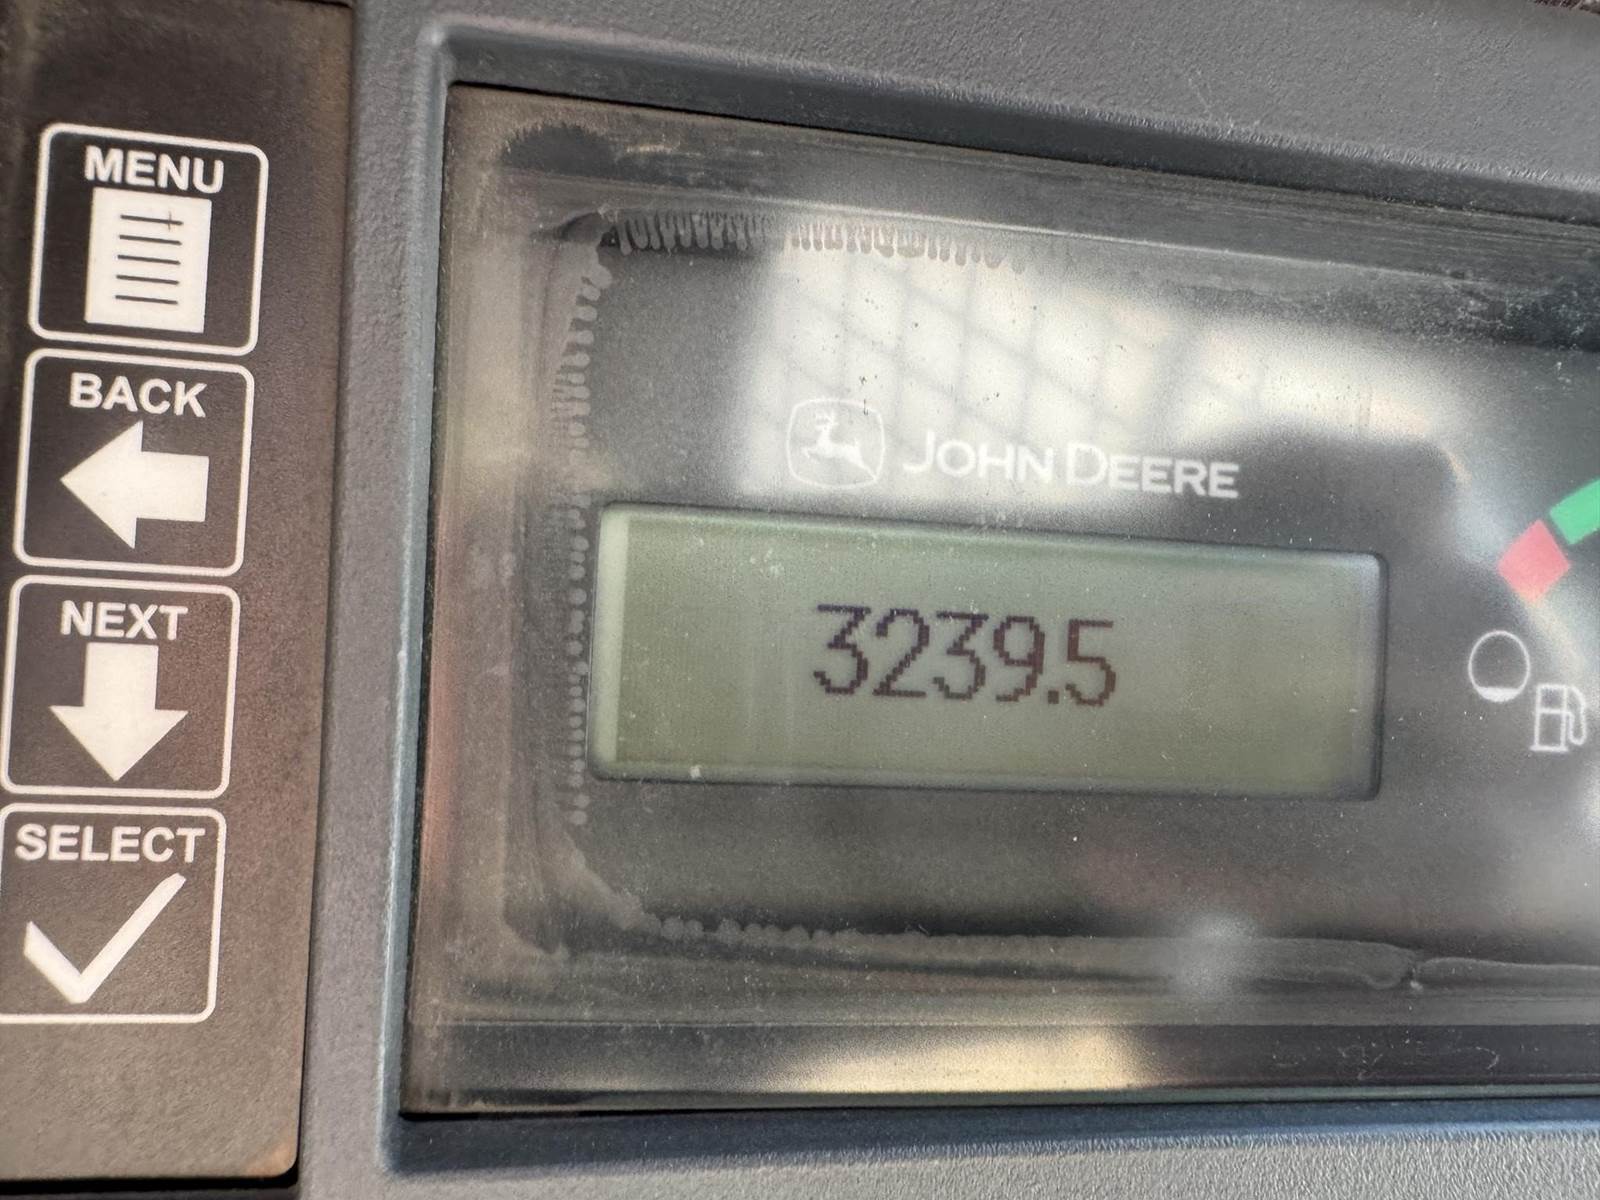 MENU
BACK
NEXT
SELECT
JOHN DEERE
3239.5